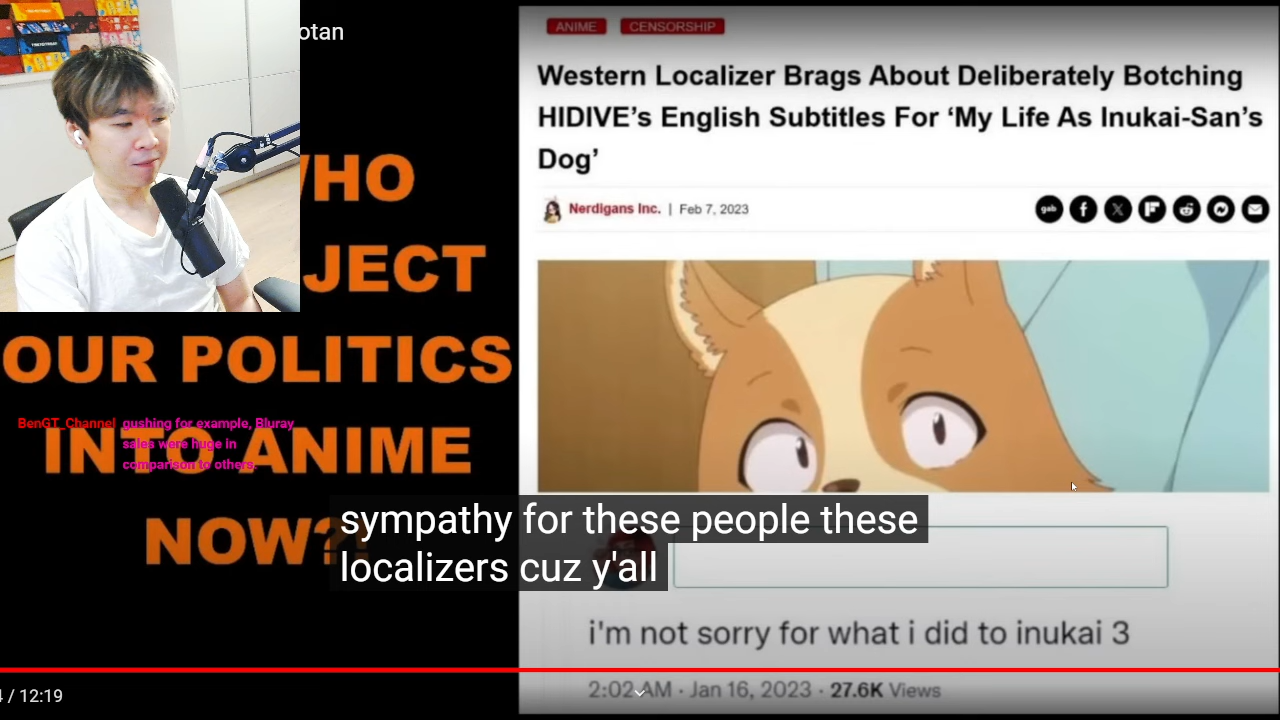 otan
WHO
JECT
OUR POLITICS
INTO ANIME
NOW?!
BenGT_Channel gushing for example, Bluray
sales were huge in
comparison to others.
ANIME CENSORSHIP
Western Localizer Brags About Deliberately Botching
HIDIVE's English Subtitles For ‘My Life As Inukai-San's
Dog’
Nerdigans Inc. | Feb 7, 2023
gab
sympathy for these people these
localizers cuz y'all
i'm not sorry for what i did to inukai 3
2:02 AM · Jan 16, 2023 · 27.6K Views
/ 12:19